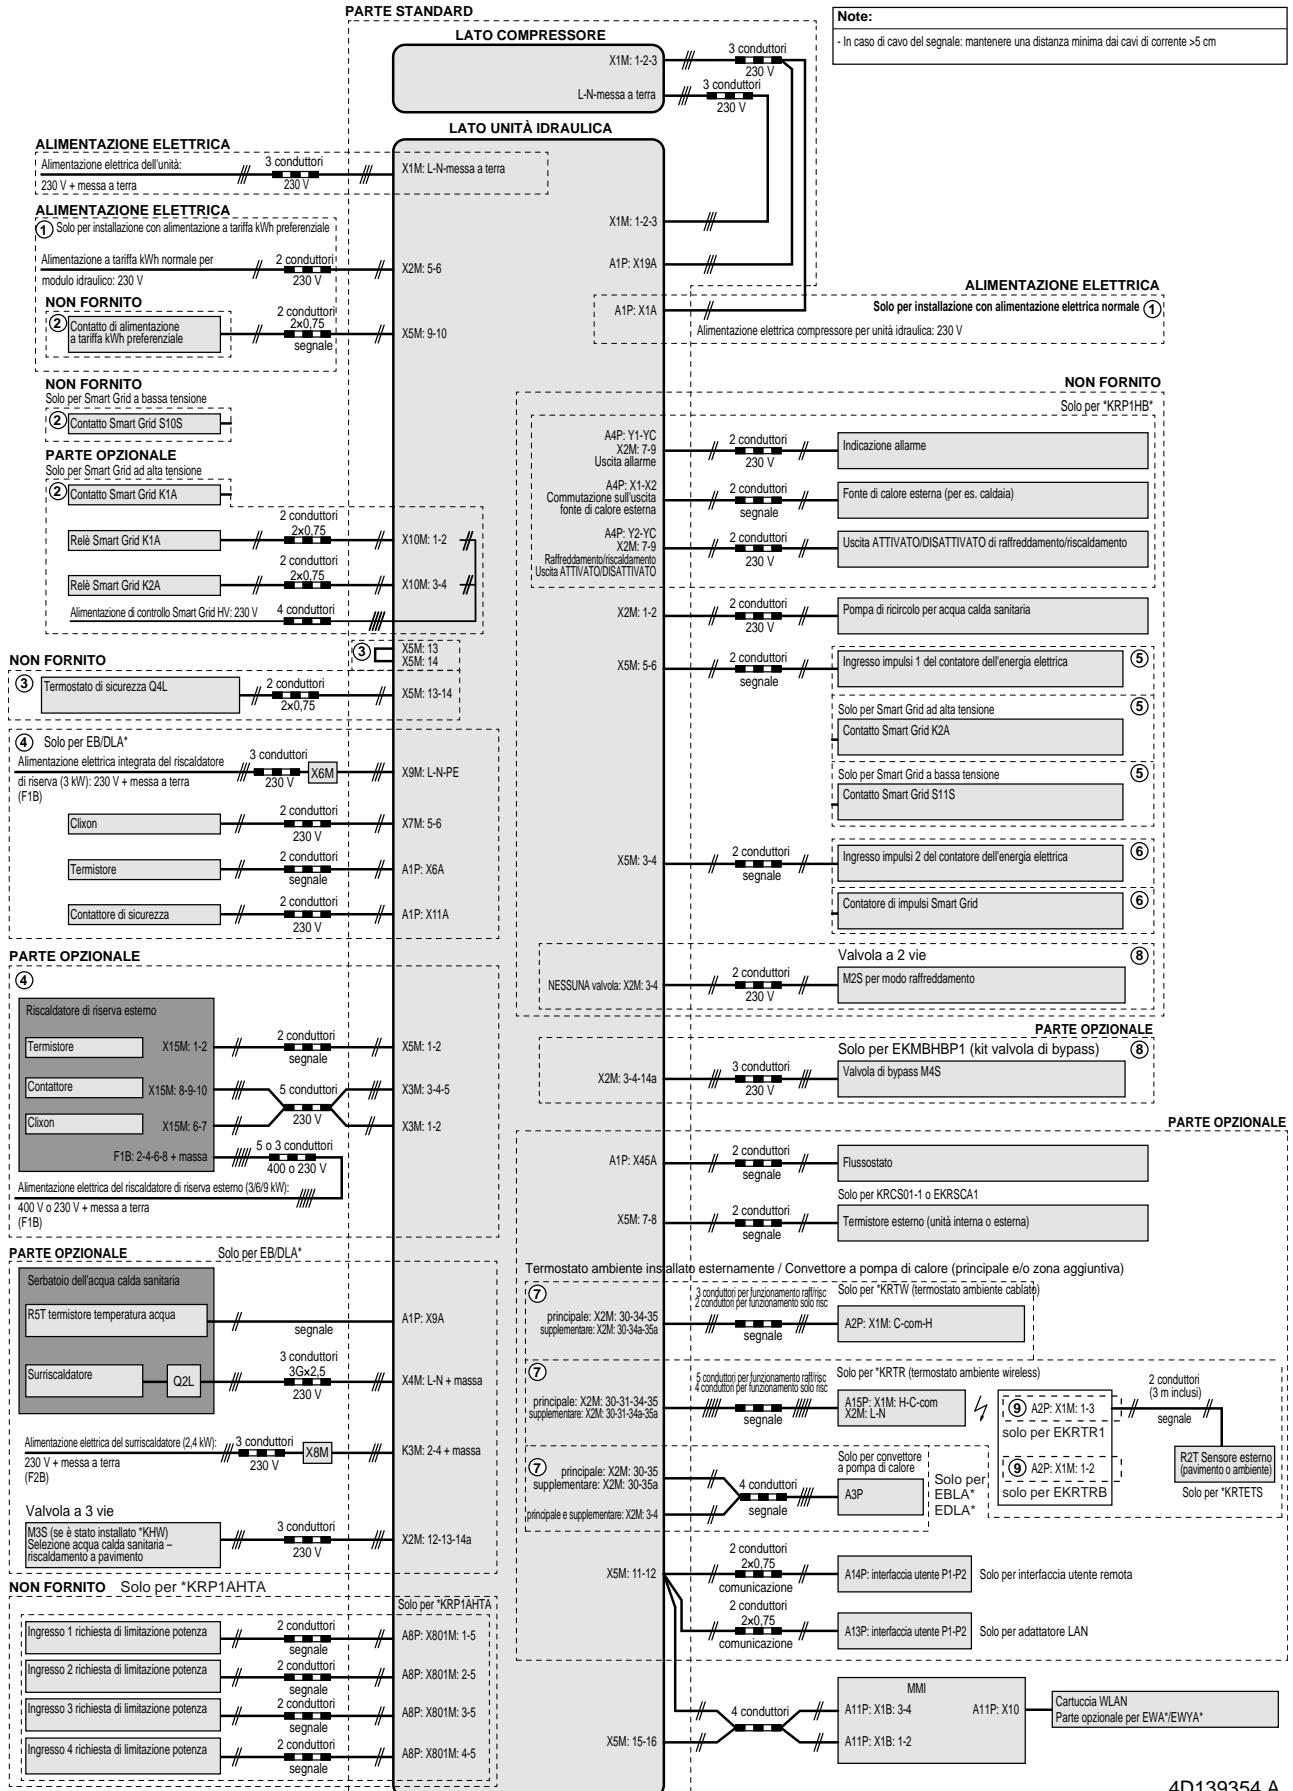 PARTE STANDARD
Note:
- In caso di cavo del segnale: mantenere una distanza minima dai cavi di corrente >5 cm
LATO COMPRESSORE
X1M: 1-2-3
3 conduttori
230 V
L-N-messa a terra
3 conduttori
230 V
LATO UNITÀ IDRAULICA
ALIMENTAZIONE ELETTRICA
Alimentazione elettrica dell'unità:
230 V + messa a terra
3 conduttori
230 V
X1M: L-N-messa a terra
ALIMENTAZIONE ELETTRICA
1 Solo per installazione con alimentazione a tariffa kWh preferenziale
Alimentazione a tariffa kWh normale per
modulo idraulico: 230 V
2 conduttori
230 V
X2M: 5-6
NON FORNITO
2 Contatto di alimentazione
a tariffa kWh preferenziale
2 conduttori
2×0,75
segnale
X5M: 9-10
X1M: 1-2-3
A1P: X19A
ALIMENTAZIONE ELETTRICA
Solo per installazione con alimentazione elettrica normale 1
A1P: X1A
Alimentazione elettrica compressore per unità idraulica: 230 V
NON FORNITO
Solo per Smart Grid a bassa tensione
2 Contatto Smart Grid S10S
PARTE OPZIONALE
Solo per Smart Grid ad alta tensione
2 Contatto Smart Grid K1A
Relè Smart Grid K1A
2 conduttori
2×0,75
X10M: 1-2
Relè Smart Grid K2A
2 conduttori
2×0,75
X10M: 3-4
Alimentazione di controllo Smart Grid HV: 230 V
4 conduttori
3
X5M: 13
X5M: 14
NON FORNITO
3 Termostato di sicurezza Q4L
2 conduttori
2×0,75
X5M: 13-14
4 Solo per EB/DLA*
Alimentazione elettrica integrata del riscaldatore
di riserva (3 kW): 230 V + messa a terra
(F1B)
3 conduttori
230 V
X6M
X9M: L-N-PE
Clixon
2 conduttori
230 V
X7M: 5-6
Termistore
2 conduttori
segnale
A1P: X6A
Contattore di sicurezza
2 conduttori
230 V
A1P: X11A
PARTE OPZIONALE
4
Riscaldatore di riserva esterno
Termistore
X15M: 1-2
2 conduttori
segnale
X5M: 1-2
Contattore
X15M: 8-9-10
5 conduttori
230 V
X3M: 3-4-5
Clixon
X15M: 6-7
X3M: 1-2
F1B: 2-4-6-8 + massa
5 o 3 conduttori
400 o 230 V
Alimentazione elettrica del riscaldatore di riserva esterno (3/6/9 kW):
400 V o 230 V + messa a terra
(F1B)
PARTE OPZIONALE
Solo per EB/DLA*
Serbatoio dell'acqua calda sanitaria
R5T termistore temperatura acqua
segnale
A1P: X9A
Surriscaldatore
Q2L
3 conduttori
3G×2,5
230 V
X4M: L-N + massa
Alimentazione elettrica del surriscaldatore (2,4 kW):
230 V + messa a terra
(F2B)
3 conduttori
230 V
X8M
K3M: 2-4 + massa
Valvola a 3 vie
M3S (se è stato installato *KHW)
Selezione acqua calda sanitaria –
riscaldamento a pavimento
3 conduttori
230 V
X2M: 12-13-14a
NON FORNITO
Solo per *KRP1AHTA
Solo per *KRP1AHTA
Ingresso 1 richiesta di limitazione potenza
2 conduttori
segnale
A8P: X801M: 1-5
Ingresso 2 richiesta di limitazione potenza
2 conduttori
segnale
A8P: X801M: 2-5
Ingresso 3 richiesta di limitazione potenza
2 conduttori
segnale
A8P: X801M: 3-5
Ingresso 4 richiesta di limitazione potenza
2 conduttori
segnale
A8P: X801M: 4-5
NON FORNITO
Solo per *KRP1HB*
A4P: Y1-YC
X2M: 7-9
Uscita allarme
2 conduttori
230 V
Indicazione allarme
A4P: X1-X2
Commutazione sull'uscita
fonte di calore esterna
2 conduttori
segnale
Fonte di calore esterna (per es. caldaia)
A4P: Y2-YC
X2M: 7-9
Raffreddamento/riscaldamento
Uscita ATTIVATO/DISATTIVATO
2 conduttori
230 V
Uscita ATTIVATO/DISATTIVATO di raffreddamento/riscaldamento
X2M: 1-2
2 conduttori
230 V
Pompa di ricircolo per acqua calda sanitaria
X5M: 5-6
2 conduttori
segnale
Ingresso impulsi 1 del contatore dell'energia elettrica
5
Solo per Smart Grid ad alta tensione
5
Contatto Smart Grid K2A
Solo per Smart Grid a bassa tensione
5
Contatto Smart Grid S11S
X5M: 3-4
2 conduttori
segnale
Ingresso impulsi 2 del contatore dell'energia elettrica
6
Contatore di impulsi Smart Grid
6
Valvola a 2 vie
8
NESSUNA valvola: X2M: 3-4
2 conduttori
230 V
M2S per modo raffreddamento
PARTE OPZIONALE
Solo per EKMBHBP1 (kit valvola di bypass)
8
X2M: 3-4-14a
3 conduttori
230 V
Valvola di bypass M4S
PARTE OPZIONALE
A1P: X45A
2 conduttori
segnale
Flussostato
Solo per KRCS01-1 o EKRSCA1
X5M: 7-8
2 conduttori
segnale
Termistore esterno (unità interna o esterna)
Termostato ambiente installato esternamente / Convettore a pompa di calore (principale e/o zona aggiuntiva)
7
principale: X2M: 30-34-35
supplementare: X2M: 30-34a-35a
3 conduttori per funzionamento raff/risc
2 conduttori per funzionamento solo risc
segnale
Solo per *KRTW (termostato ambiente cablato)
A2P: X1M: C-com-H
7
principale: X2M: 30-31-34-35
supplementare: X2M: 30-31-34a-35a
5 conduttori per funzionamento raff/risc
4 conduttori per funzionamento solo risc
segnale
Solo per *KRTR (termostato ambiente wireless)
A15P: X1M: H-C-com
X2M: L-N
9 A2P: X1M: 1-3
solo per EKRTR1
9 A2P: X1M: 1-2
solo per EKRTRB
2 conduttori
(3 m inclusi)
segnale
R2T Sensore esterno
(pavimento o ambiente)
Solo per *KRTETS
7
principale: X2M: 30-35
supplementare: X2M: 30-35a
principale e supplementare: X2M: 3-4
4 conduttori
segnale
Solo per convettore
a pompa di calore
A3P
Solo per
EBLA*
EDLA*
X5M: 11-12
2 conduttori
2×0,75
comunicazione
A14P: interfaccia utente P1-P2
Solo per interfaccia utente remota
2 conduttori
2×0,75
comunicazione
A13P: interfaccia utente P1-P2
Solo per adattatore LAN
X5M: 15-16
4 conduttori
MMI
A11P: X1B: 3-4
A11P: X1B: 1-2
A11P: X10
Cartuccia WLAN
Parte opzionale per EWA*/EWYA*
4D139354 A